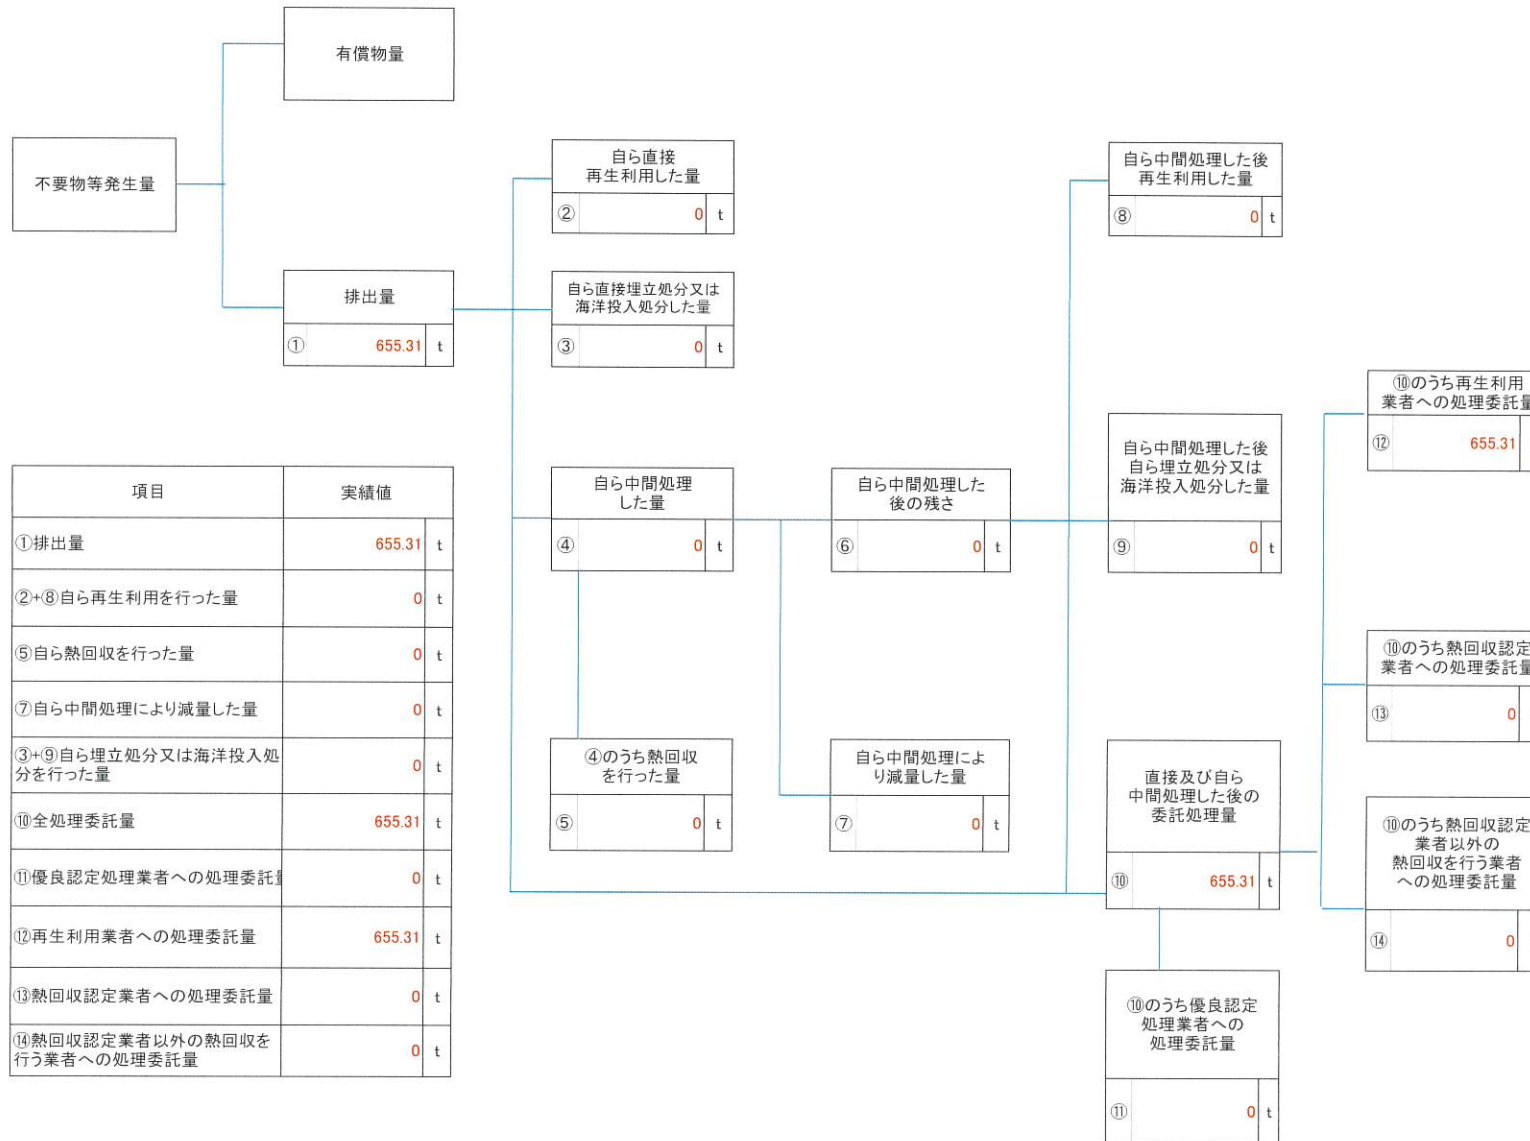 有償物量
不要物等発生量
排出量
① 655.31 t
自ら直接
再生利用した量
② 0 t
自ら直接埋立処分又は
海洋投入処分した量
③ 0 t
自ら中間処理
した量
④ 0 t
④のうち熱回収
を行った量
⑤ 0 t
自ら中間処理した
後の残さ
⑥ 0 t
自ら中間処理によ
り減量した量
⑦ 0 t
自ら中間処理した後
再生利用した量
⑧ 0 t
自ら中間処理した後
自ら埋立処分又は
海洋投入処分した量
⑨ 0 t
直接及び自ら
中間処理した後の
委託処理量
⑩ 655.31 t
⑩のうち優良認定
処理業者への
処理委託量
⑪ 0 t
⑩のうち再生利用
業者への処理委託量
⑫ 655.31
⑩のうち熱回収認定
業者への処理委託量
⑬ 0
⑩のうち熱回収認定
業者以外の
熱回収を行う業者
への処理委託量
⑭ 0
項目 実績値
①排出量 655.31 t
②+⑧自ら再生利用を行った量 0 t
⑤自ら熱回収を行った量 0 t
⑦自ら中間処理により減量した量 0 t
③+⑨自ら埋立処分又は海洋投入処
分を行った量 0 t
⑩全処理委託量 655.31 t
⑪優良認定処理業者への処理委託量 0 t
⑫再生利用業者への処理委託量 655.31 t
⑬熱回収認定業者への処理委託量 0 t
⑭熱回収認定業者以外の熱回収を
行う業者への処理委託量 0 t